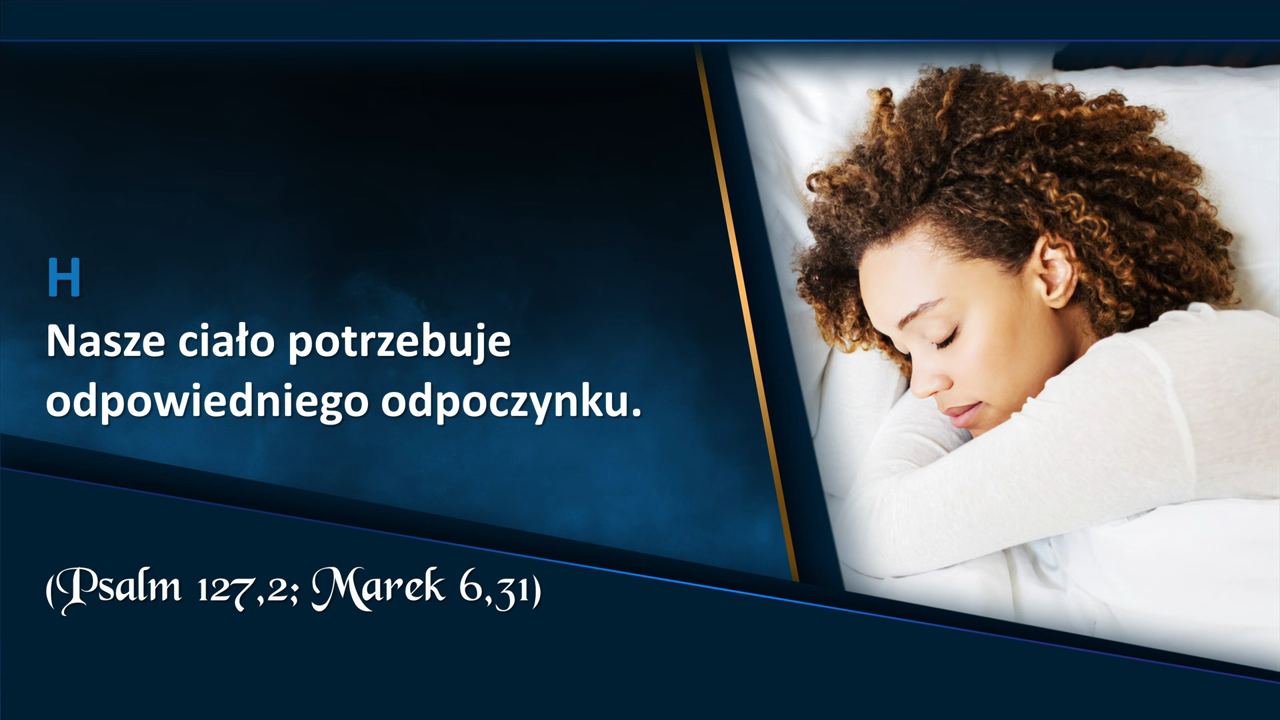 H
Nasze ciało potrzebuje
odpowiedniego odpoczynku.
(Psalm 127,2; Marek 6,31)